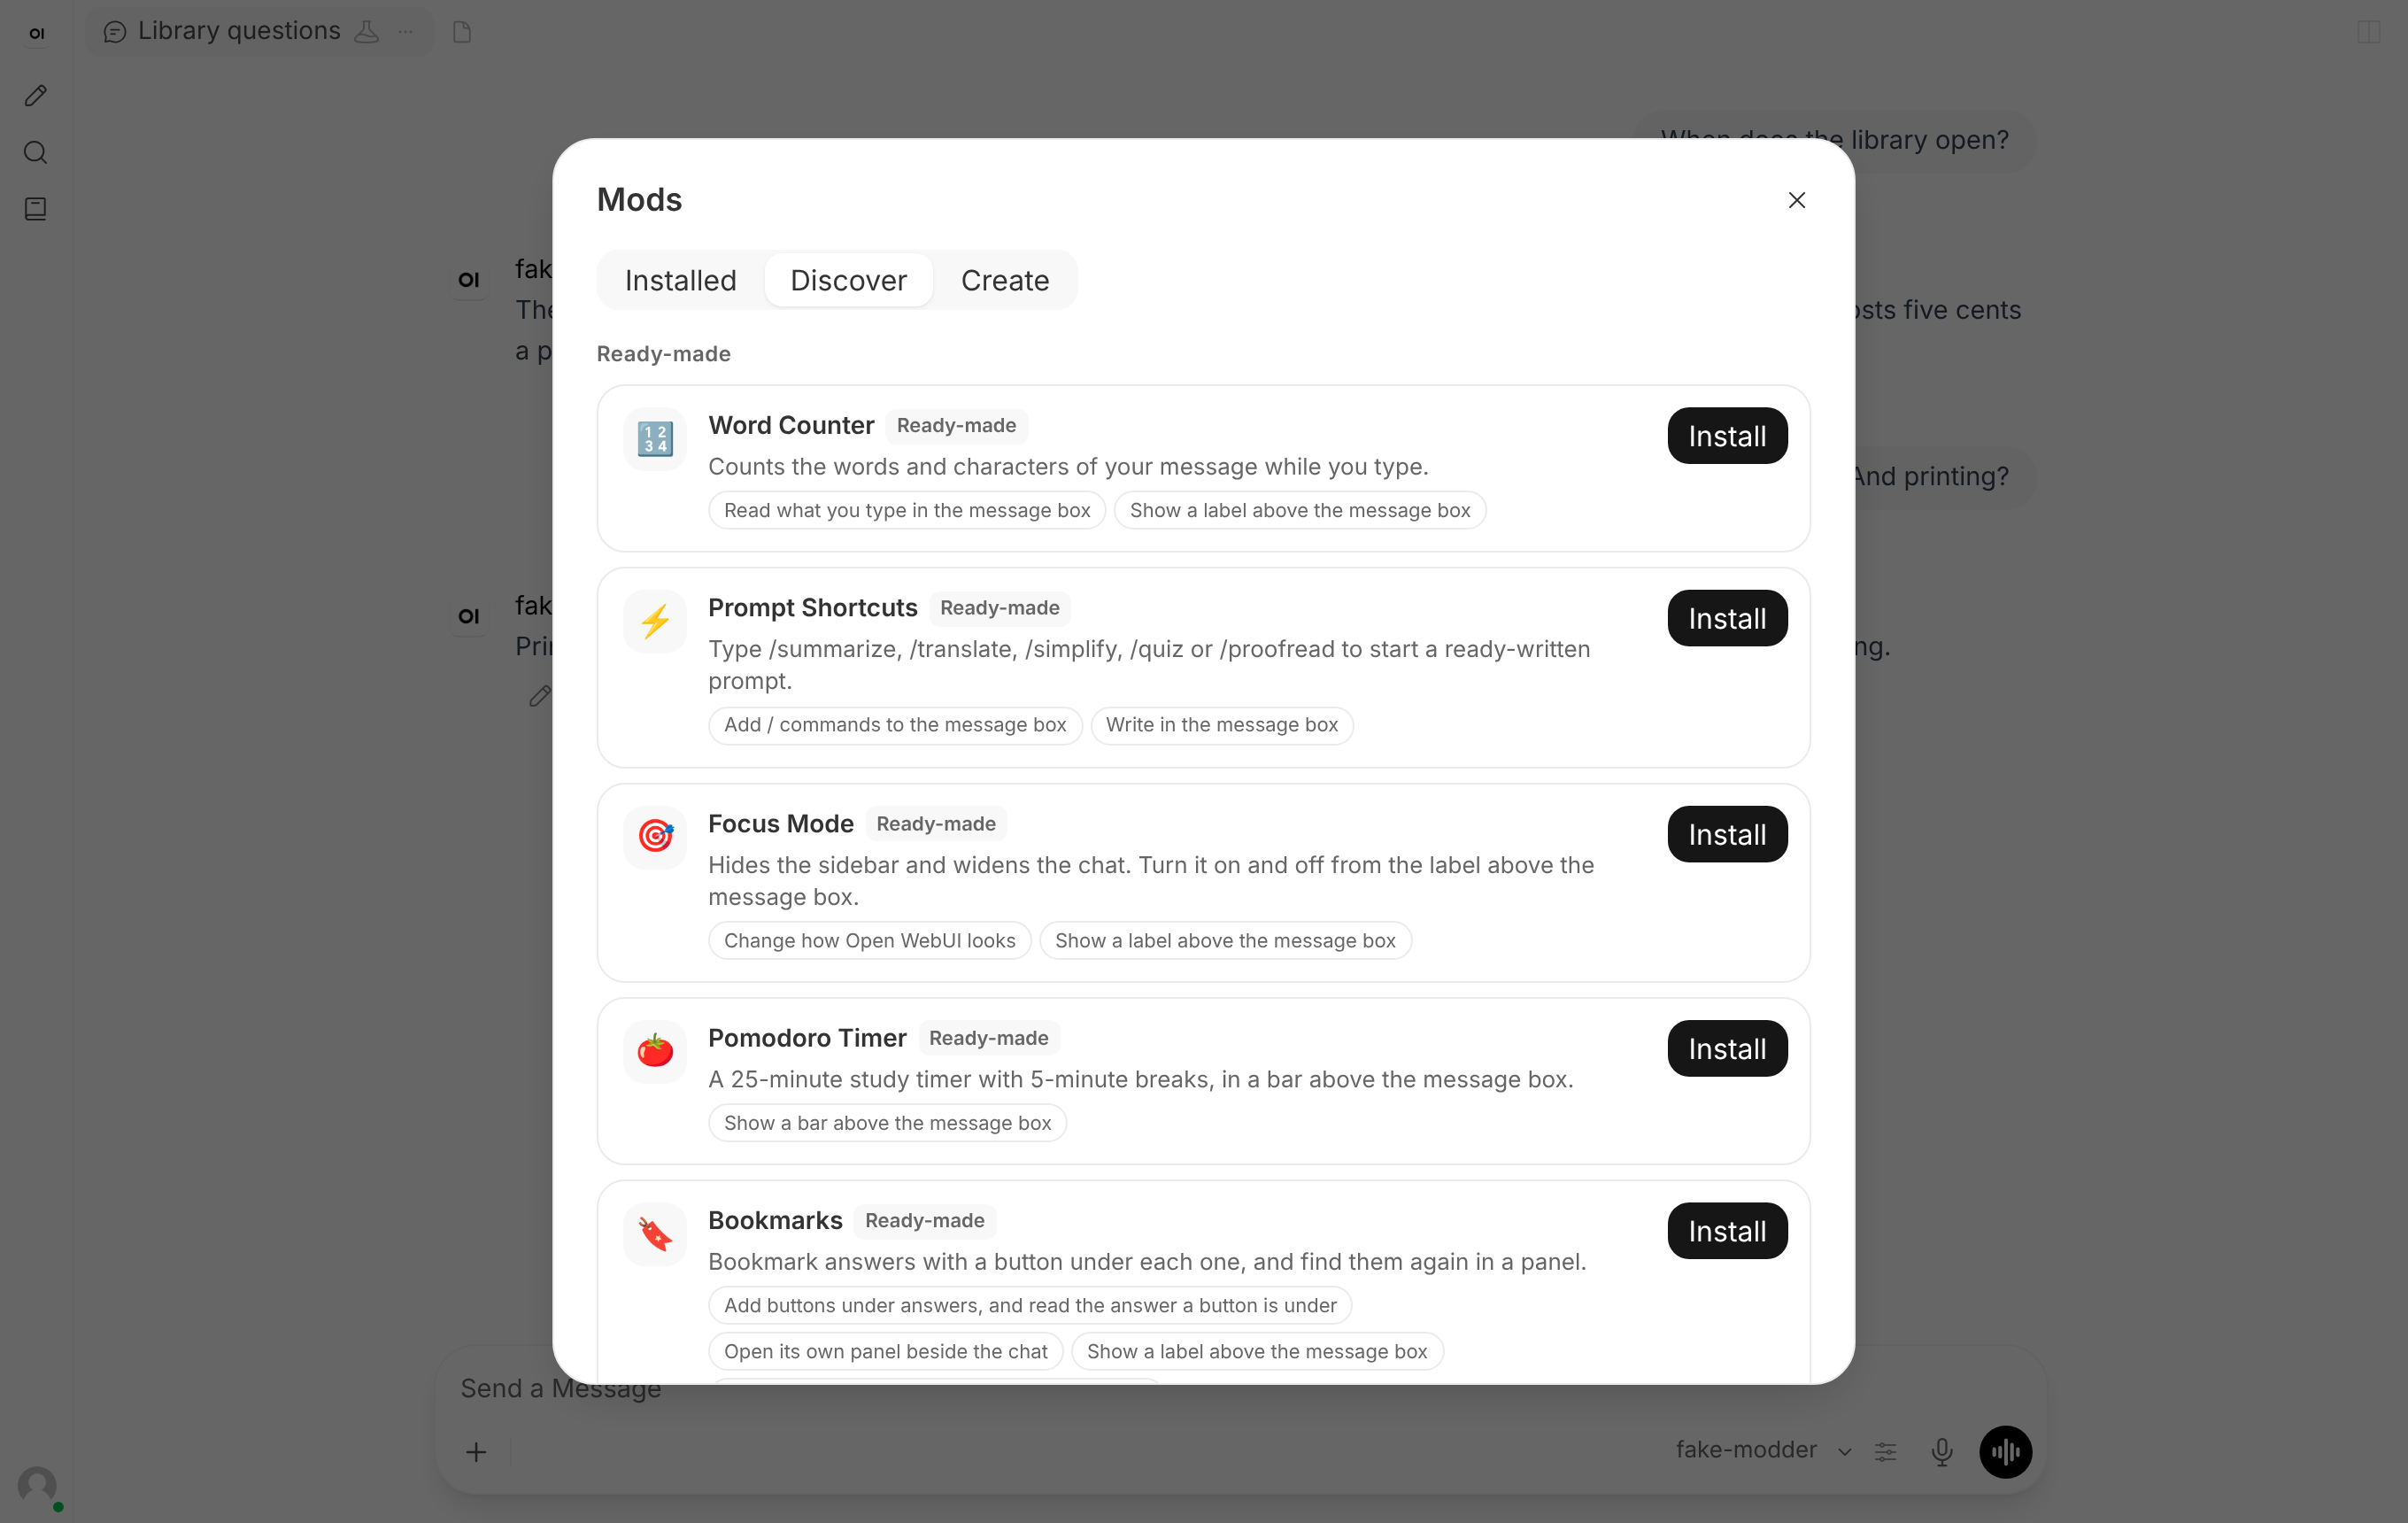 OI
Library questions
When does the library open?
Mods
Installed
Discover
Create
OI
fak
The
osts five cents
a p
Ready-made
Word Counter
Ready-made
Install
Counts the words and characters of your message while you type.
Read what you type in the message box
Show a label above the message box
And printing?
Prompt Shortcuts
Ready-made
Install
Type /summarize, /translate, /simplify, /quiz or /proofread to start a ready-written
prompt.
Add / commands to the message box
Write in the message box
OI
fak
Prin
ng.
Focus Mode
Ready-made
Install
Hides the sidebar and widens the chat. Turn it on and off from the label above the
message box.
Change how Open WebUI looks
Show a label above the message box
Pomodoro Timer
Ready-made
Install
A 25-minute study timer with 5-minute breaks, in a bar above the message box.
Show a bar above the message box
Bookmarks
Ready-made
Install
Bookmark answers with a button under each one, and find them again in a panel.
Add buttons under answers, and read the answer a button is under
Open its own panel beside the chat
Show a label above the message box
Send a Message
fake-modder